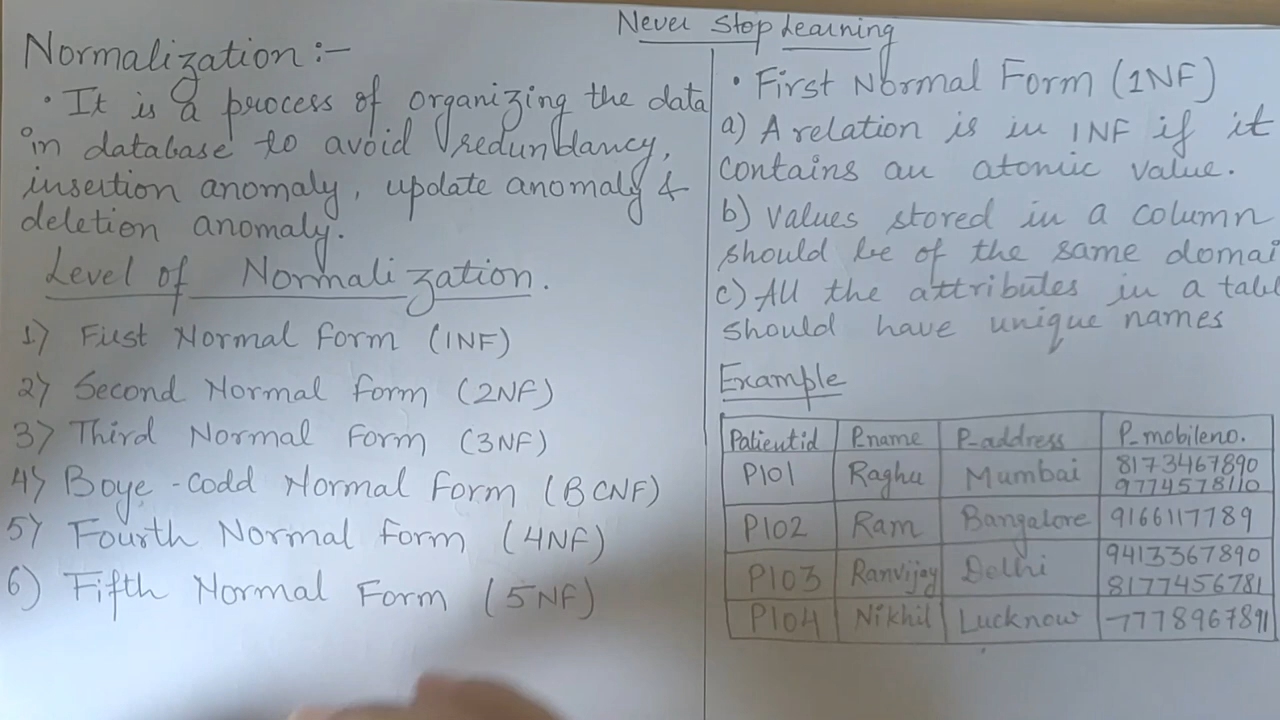 Never Stop Learning
Normalization :-
• It is a process of organizing the data
in database to avoid redundancy,
insertion anomaly, update anomaly &
deletion anomaly.
Level of Normalization.
1) First Normal Form (1NF)
2) Second Normal Form (2NF)
3) Third Normal Form (3NF)
4) Boye-Codd Normal Form (BCNF)
5) Fourth Normal Form (4NF)
6) Fifth Normal Form (5NF)
• First Normal Form (1NF)
a) A relation is in 1NF if it
contains an atomic value.
b) Values stored in a column
should be of the same domai
c) All the attributes in a tabl
should have unique names
Example
Patientid P_name P_address P_mobileno.
P101 Raghu Mumbai 8173467890
9774578110
P102 Ram Bangalore 9166117789
P103 Ranvijay Delhi 9413367890
8177456781
P104 Nikhil Lucknow 7778967891